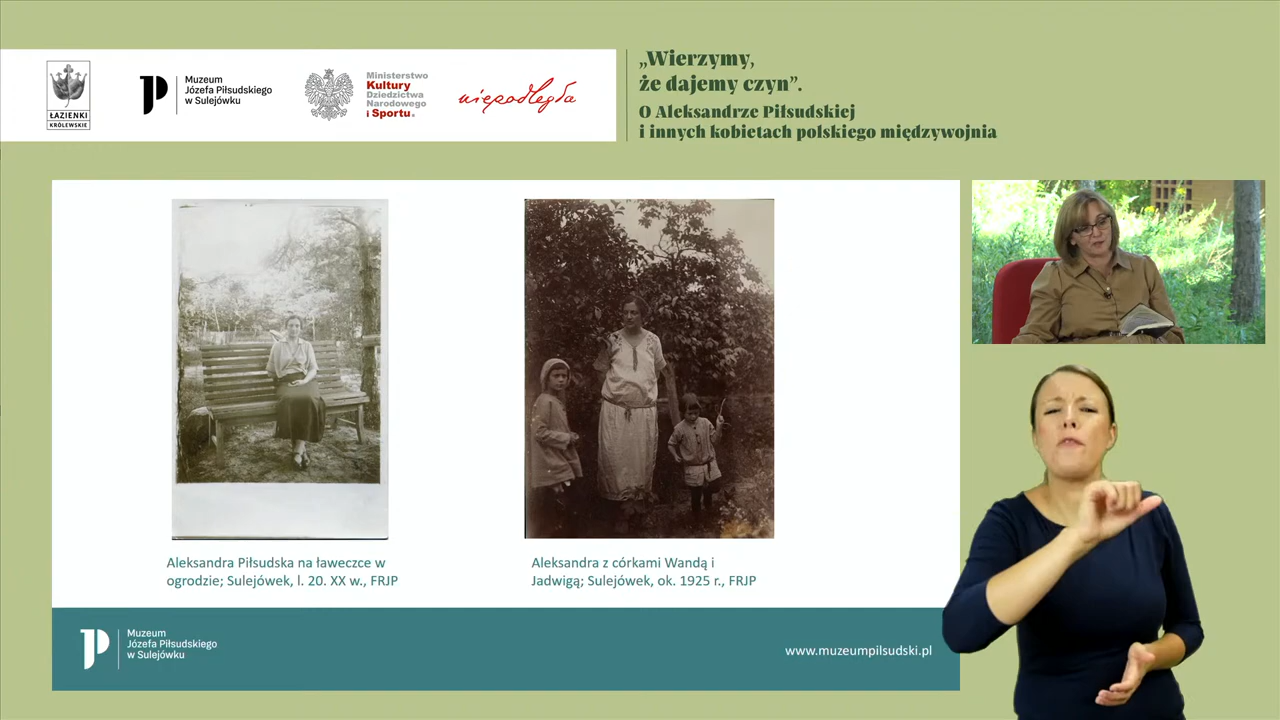 ŁAZIENKI
KRÓLEWSKIE
Muzeum
Józefa Piłsudskiego
w Sulejówku
Ministerstwo
Kultury
Dziedzictwa
Narodowego
i Sportu.
niepodległa
„Wierzymy,
że dajemy czyn”.
O Aleksandrze Piłsudskiej
i innych kobietach polskiego międzywojnia
Aleksandra Piłsudska na ławeczce w
ogrodzie; Sulejówek, l. 20. XX w., FRJP
Aleksandra z córkami Wandą i
Jadwigą; Sulejówek, ok. 1925 r., FRJP
Muzeum
Józefa Piłsudskiego
w Sulejówku
www.muzeumpilsudski.pl